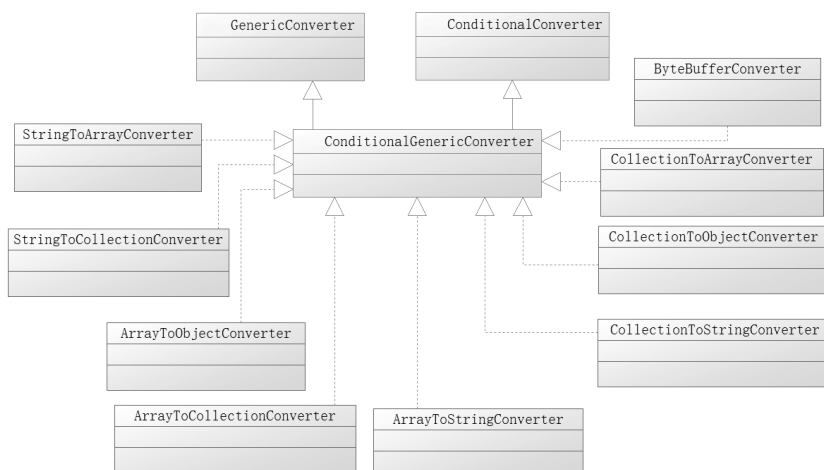 GenericConverter
ConditionalConverter
ByteBufferConverter
StringToArrayConverter
ConditionalGenericConverter
CollectionToArrayConverter
StringToCollectionConverter
CollectionToObjectConverter
ArrayToObjectConverter
CollectionToStringConverter
ArrayToCollectionConverter
ArrayToStringConverter